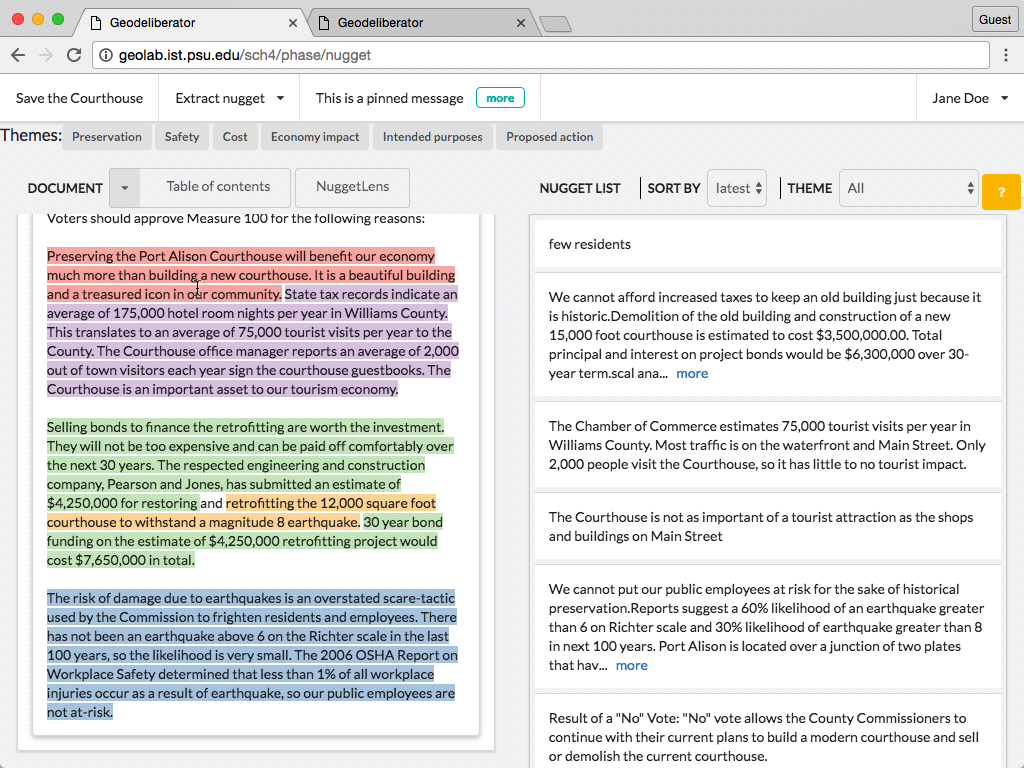 Geodeliberator
Geodeliberator
Guest
geolab.ist.psu.edu/sch4/phase/nugget
Save the Courthouse
Extract nugget
This is a pinned message
more
Jane Doe
Themes:
Preservation
Safety
Cost
Economy impact
Intended purposes
Proposed action
DOCUMENT
Table of contents
NuggetLens
Voters should approve Measure 100 for the following reasons:
Preserving the Port Alison Courthouse will benefit our economy
much more than building a new courthouse. It is a beautiful building
and a treasured icon in our community. State tax records indicate an
average of 175,000 hotel room nights per year in Williams County.
This translates to an average of 75,000 tourist visits per year to the
County. The Courthouse office manager reports an average of 2,000
out of town visitors each year sign the courthouse guestbooks. The
Courthouse is an important asset to our tourism economy.
Selling bonds to finance the retrofitting are worth the investment.
They will not be too expensive and can be paid off comfortably over
the next 30 years. The respected engineering and construction
company, Pearson and Jones, has submitted an estimate of
$4,250,000 for restoring and retrofitting the 12,000 square foot
courthouse to withstand a magnitude 8 earthquake. 30 year bond
funding on the estimate of $4,250,000 retrofitting project would
cost $7,650,000 in total.
The risk of damage due to earthquakes is an overstated scare-tactic
used by the Commission to frighten residents and employees. There
has not been an earthquake above 6 on the Richter scale in the last
100 years, so the likelihood is very small. The 2006 OSHA Report on
Workplace Safety determined that less than 1% of all workplace
injuries occur as a result of earthquake, so our public employees are
not at-risk.
NUGGET LIST
SORT BY
latest
THEME
All
?
few residents
We cannot afford increased taxes to keep an old building just because it
is historic.Demolition of the old building and construction of a new
15,000 foot courthouse is estimated to cost $3,500,000.00. Total
principal and interest on project bonds would be $6,300,000 over 30-
year term.scal ana... more
The Chamber of Commerce estimates 75,000 tourist visits per year in
Williams County. Most traffic is on the waterfront and Main Street. Only
2,000 people visit the Courthouse, so it has little to no tourist impact.
The Courthouse is not as important of a tourist attraction as the shops
and buildings on Main Street
We cannot put our public employees at risk for the sake of historical
preservation.Reports suggest a 60% likelihood of an earthquake greater
than 6 on Richter scale and 30% likelihood of earthquake greater than 8
in next 100 years. Port Alison is located over a junction of two plates
that hav... more
Result of a "No" Vote: "No" vote allows the County Commissioners to
continue with their current plans to build a modern courthouse and sell
or demolish the current courthouse.